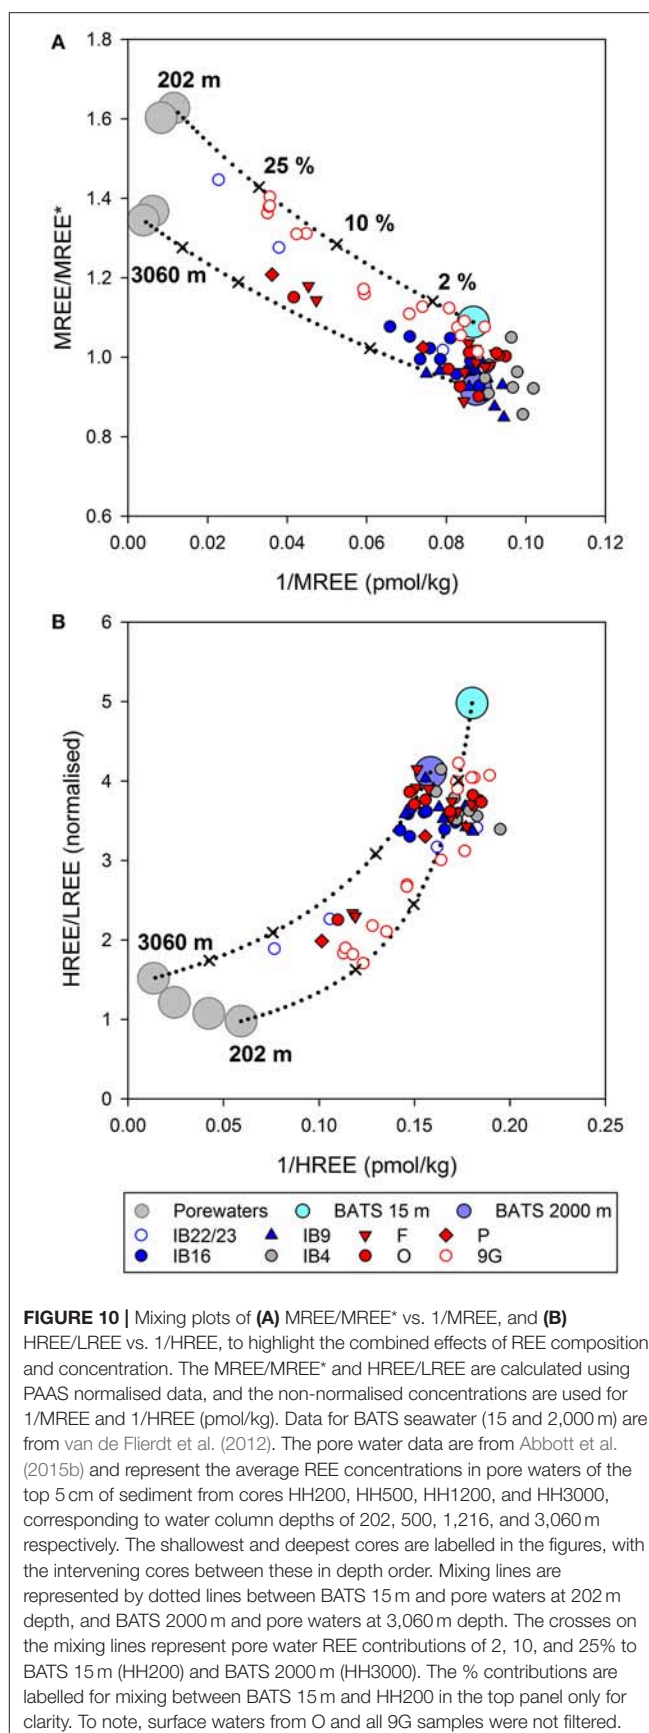 A
1.8
1.6
1.4
1.2
1.0
0.8
0.6
MREE/MREE*
202 m
25 %
10 %
2 %
3060 m
0.00 0.02 0.04 0.06 0.08 0.10 0.12
1/MREE (pmol/kg)
B
6
5
4
3
2
1
0
HREE/LREE (normalised)
3060 m
202 m
0.00 0.05 0.10 0.15 0.20 0.25
1/HREE (pmol/kg)
Porewaters BATS 15 m BATS 2000 m
IB22/23 IB9 F P
IB16 IB4 O 9G
FIGURE 10 | Mixing plots of (A) MREE/MREE* vs. 1/MREE, and (B)
HREE/LREE vs. 1/HREE, to highlight the combined effects of REE composition
and concentration. The MREE/MREE* and HREE/LREE are calculated using
PAAS normalised data, and the non-normalised concentrations are used for
1/MREE and 1/HREE (pmol/kg). Data for BATS seawater (15 and 2,000 m) are
from van de Flierdt et al. (2012). The pore water data are from Abbott et al.
(2015b) and represent the average REE concentrations in pore waters of the
top 5 cm of sediment from cores HH200, HH500, HH1200, and HH3000,
corresponding to water column depths of 202, 500, 1,216, and 3,060 m
respectively. The shallowest and deepest cores are labelled in the figures, with
the intervening cores between these in depth order. Mixing lines are
represented by dotted lines between BATS 15 m and pore waters at 202 m
depth, and BATS 2000 m and pore waters at 3,060 m depth. The crosses on
the mixing lines represent pore water REE contributions of 2, 10, and 25% to
BATS 15 m (HH200) and BATS 2000 m (HH3000). The % contributions are
labelled for mixing between BATS 15 m and HH200 in the top panel only for
clarity. To note, surface waters from O and all 9G samples were not filtered.